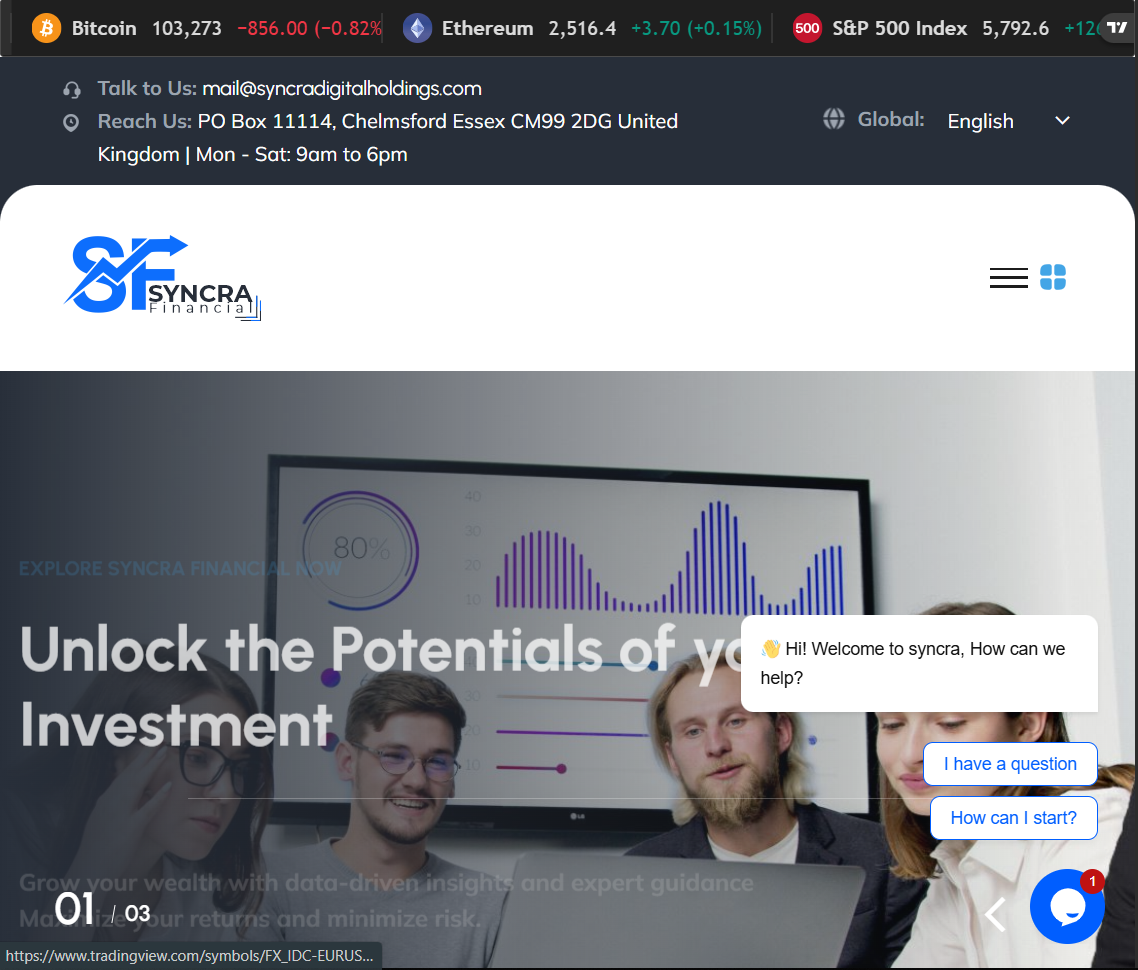 Bitcoin 103,273 −856.00 (−0.82%
Ethereum 2,516.4 +3.70 (+0.15%)
500 S&P 500 Index 5,792.6 +126
Talk to Us: mail@syncradigitalholdings.com
Reach Us: PO Box 11114, Chelmsford Essex CM99 2DG United
Kingdom | Mon - Sat: 9am to 6pm
Global: English
SF SYNCRA
Financial
40
30
20
10
80%
EXPLORE SYNCRA FINANCIAL NOW
Unlock the Potentials of yo
Investment
30
20
10
LG
👋 Hi! Welcome to syncra, How can we
help?
I have a question
How can I start?
Grow your wealth with data-driven insights and expert guidance
Maximize your returns and minimize risk.
01 / 03
1
https://www.tradingview.com/symbols/FX_IDC-EURUS...